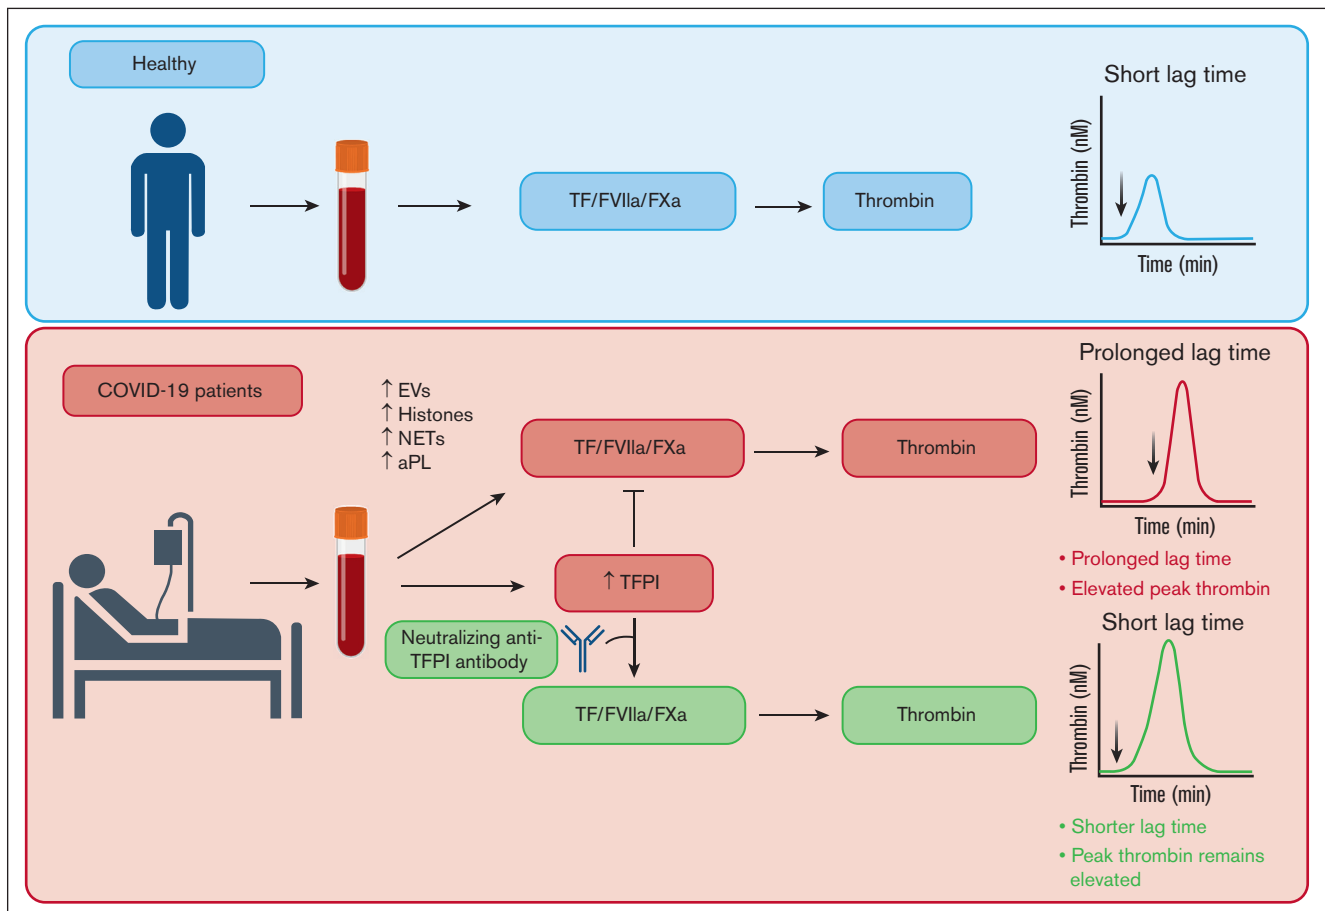 Healthy
TF/FVIIa/FXa
Thrombin
Short lag time
Thrombin (nM)
Time (min)
COVID-19 patients
↑ EVs
↑ Histones
↑ NETs
↑ aPL
TF/FVIIa/FXa
Thrombin
Prolonged lag time
Thrombin (nM)
Time (min)
• Prolonged lag time
• Elevated peak thrombin
↑ TFPI
Neutralizing anti-
TFPI antibody
TF/FVIIa/FXa
Thrombin
Short lag time
Thrombin (nM)
Time (min)
• Shorter lag time
• Peak thrombin remains
elevated